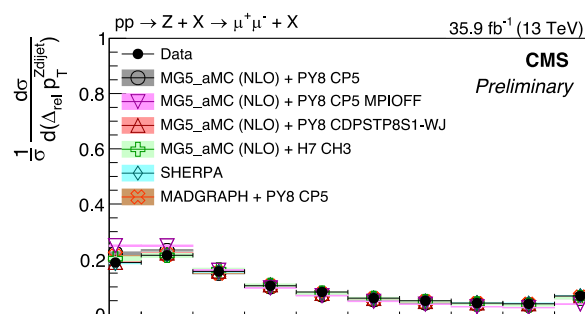 pp → Z + X → μ⁺μ⁻ + X
35.9 fb⁻¹ (13 TeV)
1/σ dσ/d(Δ_rel p_T^Zdijet)
1
0.8
0.6
0.4
0.2
0
CMS
Preliminary
Data
MG5_aMC (NLO) + PY8 CP5
MG5_aMC (NLO) + PY8 CP5 MPIOFF
MG5_aMC (NLO) + PY8 CDPSTP8S1-WJ
MG5_aMC (NLO) + H7 CH3
SHERPA
MADGRAPH + PY8 CP5